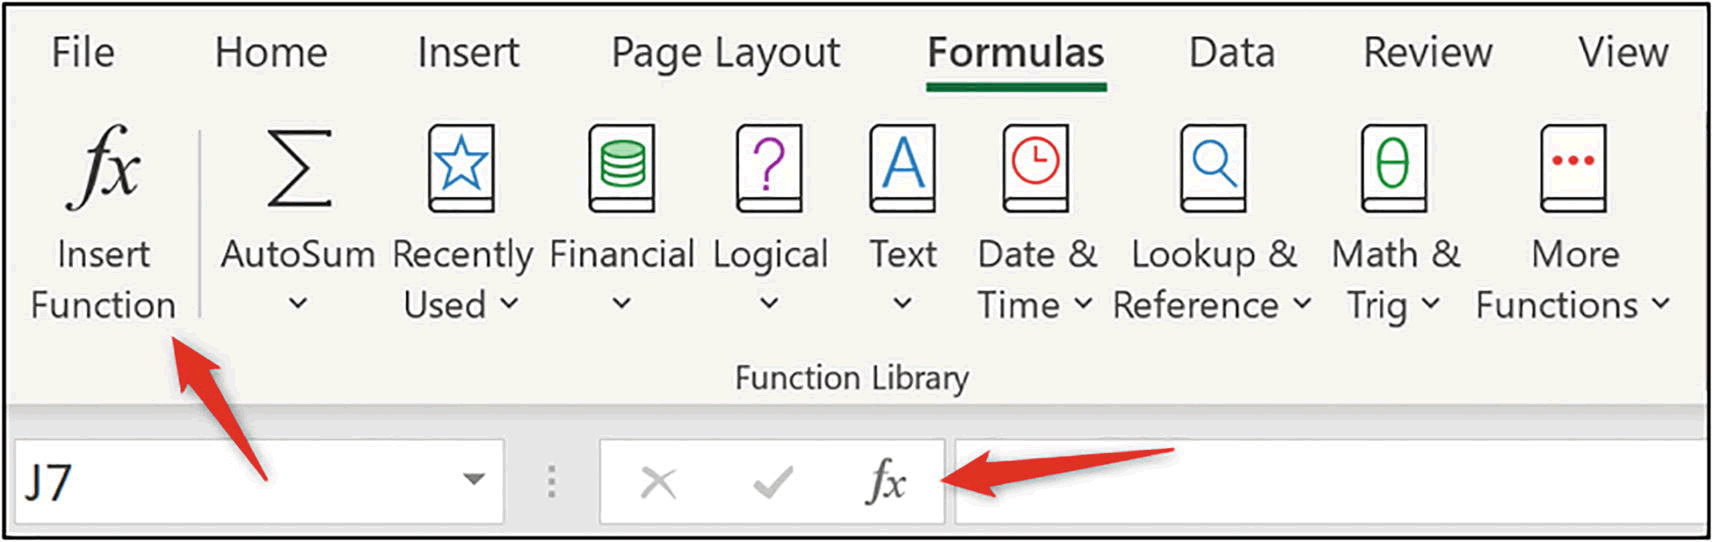 File Home Insert Page Layout Formulas Data Review View
fx Σ ? A θ
Insert Function
AutoSum
Recently Used
Financial
Logical
Text
Date & Time
Lookup & Reference
Math & Trig
More Functions
Function Library
J7 fx